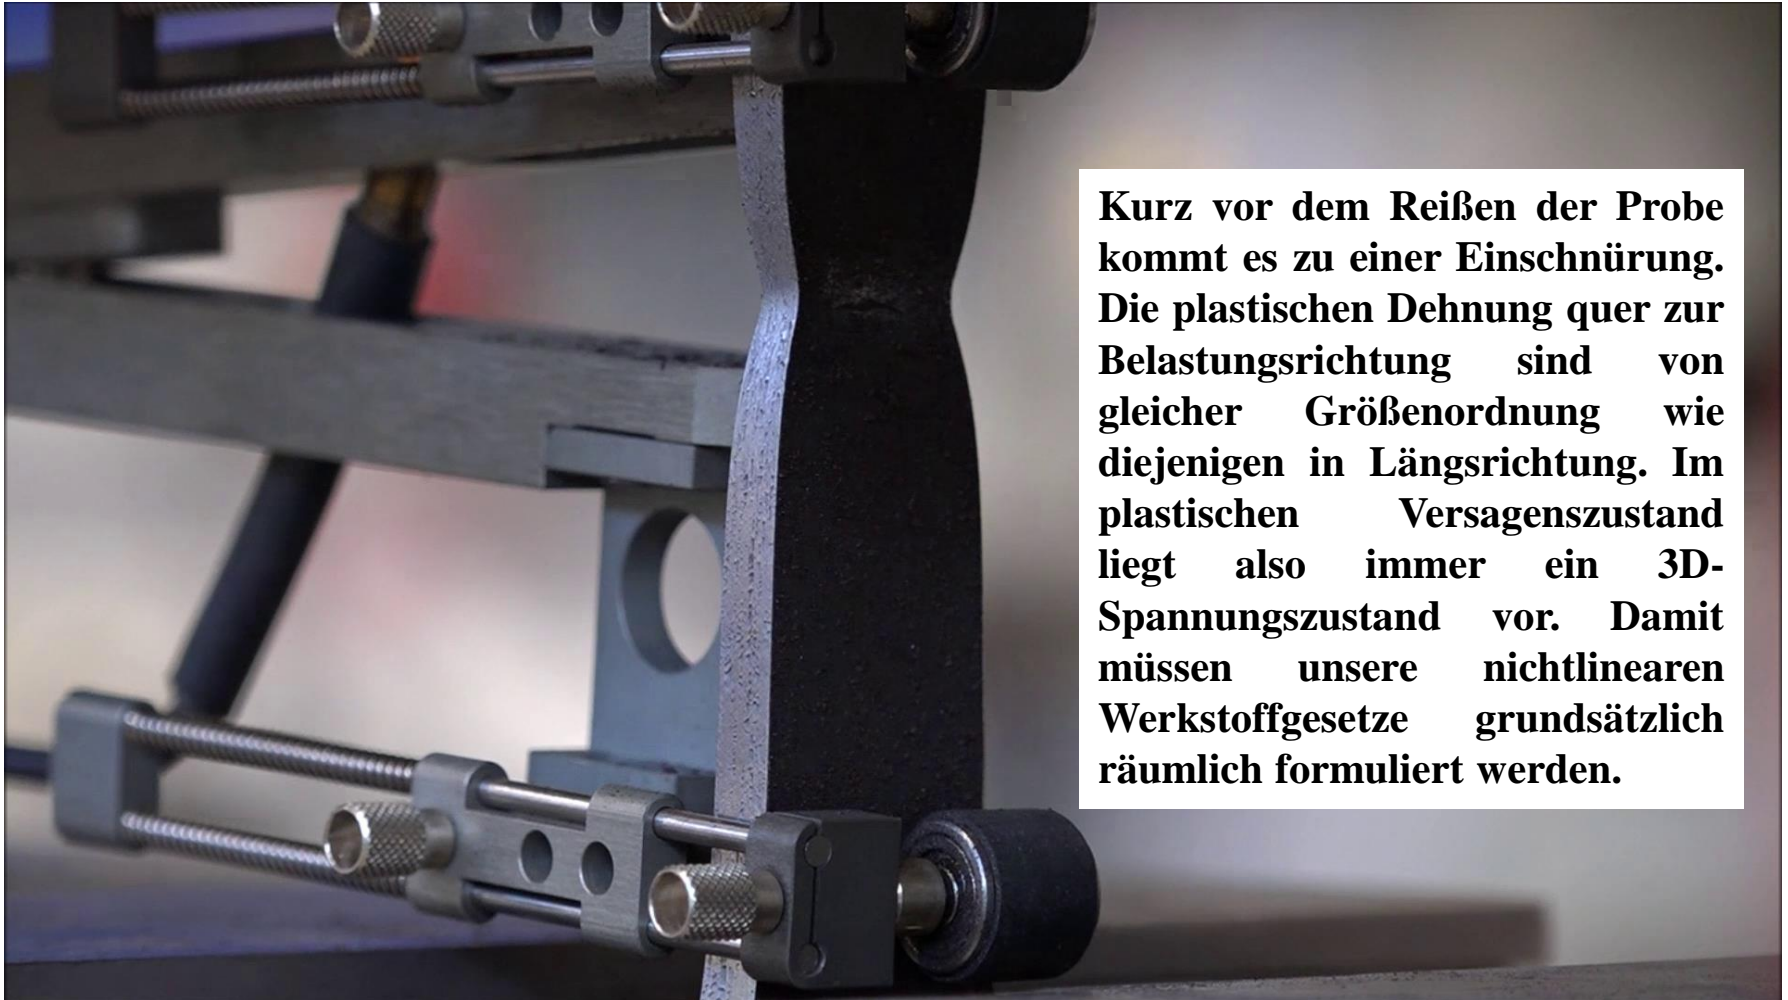 Kurz vor dem Reißen der Probe
kommt es zu einer Einschnürung.
Die plastischen Dehnung quer zur
Belastungsrichtung sind von
gleicher Größenordnung wie
diejenigen in Längsrichtung. Im
plastischen Versagenszustand
liegt also immer ein 3D-
Spannungszustand vor. Damit
müssen unsere nichtlinearen
Werkstoffgesetze grundsätzlich
räumlich formuliert werden.